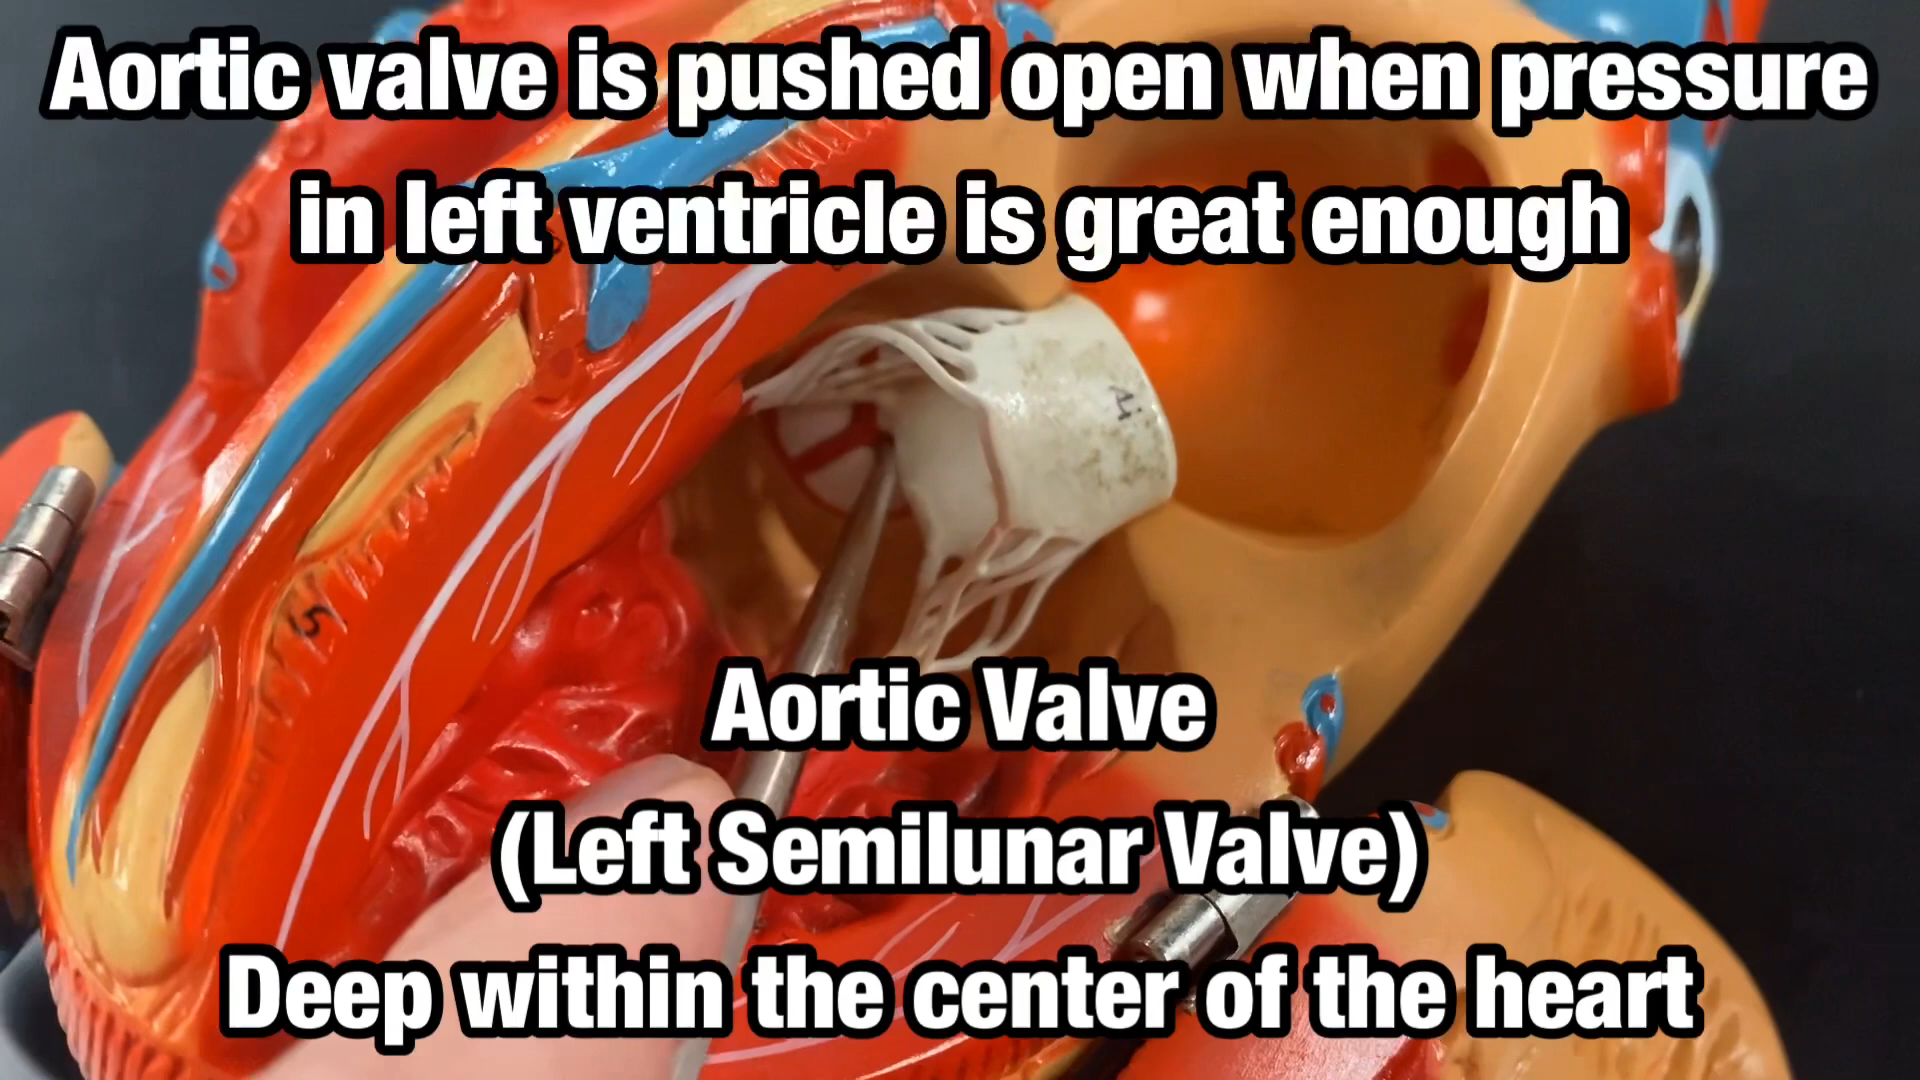 Aortic valve is pushed open when pressure
in left ventricle is great enough
Aortic Valve
(Left Semilunar Valve)
Deep within the center of the heart
5